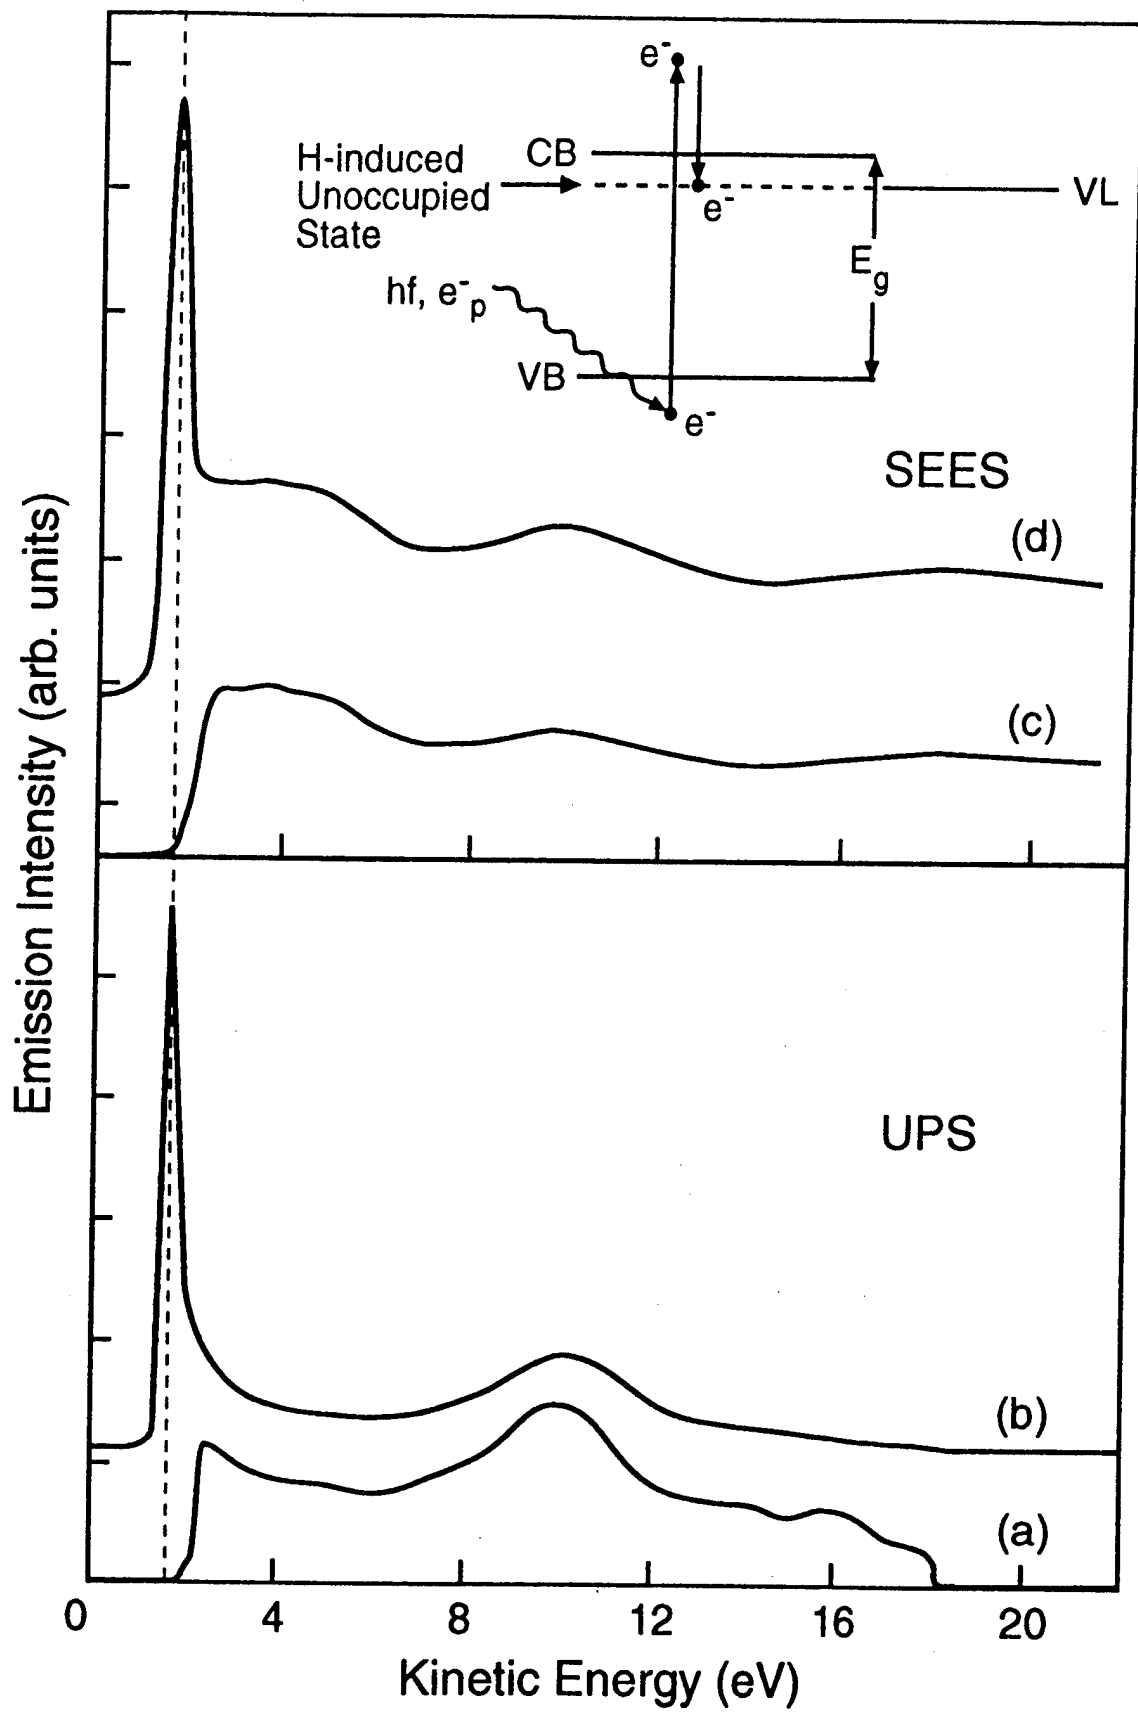 e⁻
H-induced
Unoccupied
State
CB
VL
e⁻
E_g
hf, e⁻_p
VB
e⁻
SEES
(d)
(c)
Emission Intensity (arb. units)
UPS
(b)
(a)
0 4 8 12 16 20
Kinetic Energy (eV)